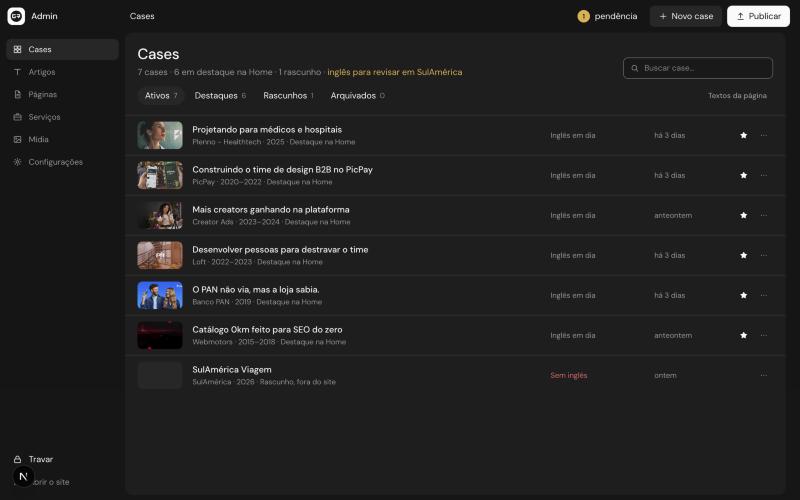 Admin
Cases
1 pendência
+ Novo case
Publicar
Cases
Artigos
Páginas
Serviços
Mídia
Configurações
Cases
7 cases · 6 em destaque na Home · 1 rascunho · inglês para revisar em SulAmérica
Buscar case…
Ativos 7
Destaques 6
Rascunhos 1
Arquivados 0
Textos da página
Projetando para médicos e hospitais
Plenno - Healthtech · 2025 · Destaque na Home
Inglês em dia
há 3 dias
Construindo o time de design B2B no PicPay
PicPay · 2020–2022 · Destaque na Home
Inglês em dia
há 3 dias
Mais creators ganhando na plataforma
Creator Ads · 2023–2024 · Destaque na Home
Inglês em dia
anteontem
Desenvolver pessoas para destravar o time
Loft · 2022–2023 · Destaque na Home
Inglês em dia
há 3 dias
O PAN não via, mas a loja sabia.
Banco PAN · 2019 · Destaque na Home
Inglês em dia
há 3 dias
Catálogo 0km feito para SEO do zero
Webmotors · 2015–2018 · Destaque na Home
Inglês em dia
anteontem
SulAmérica Viagem
SulAmérica · 2026 · Rascunho, fora do site
Sem inglês
ontem
Travar
N
brir o site